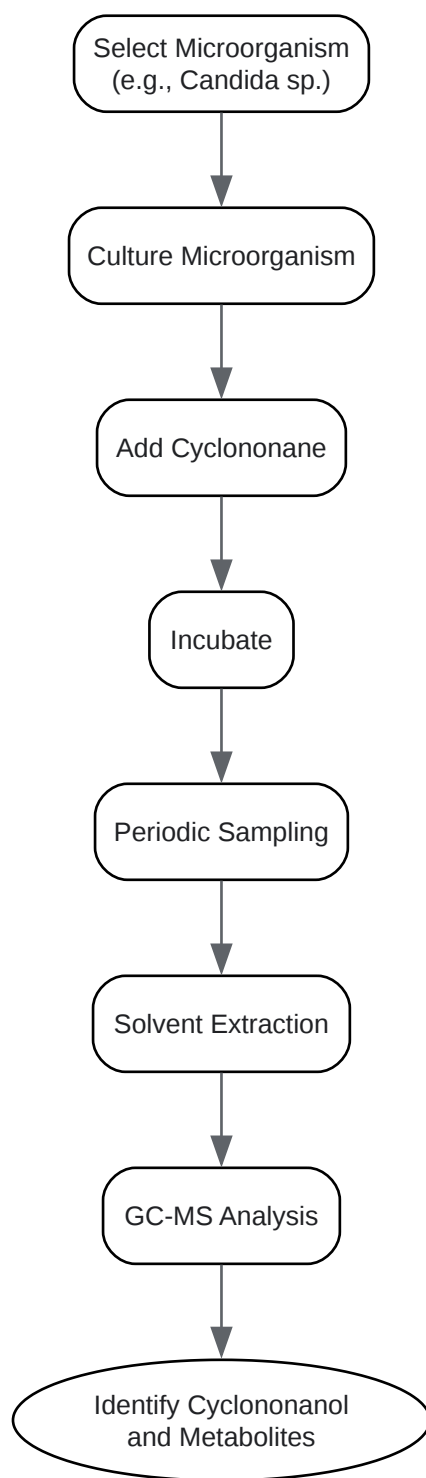 Select Microorganism
(e.g., Candida sp.)
Culture Microorganism
Add Cyclononane
Incubate
Periodic Sampling
Solvent Extraction
GC-MS Analysis
Identify Cyclononanol
and Metabolites